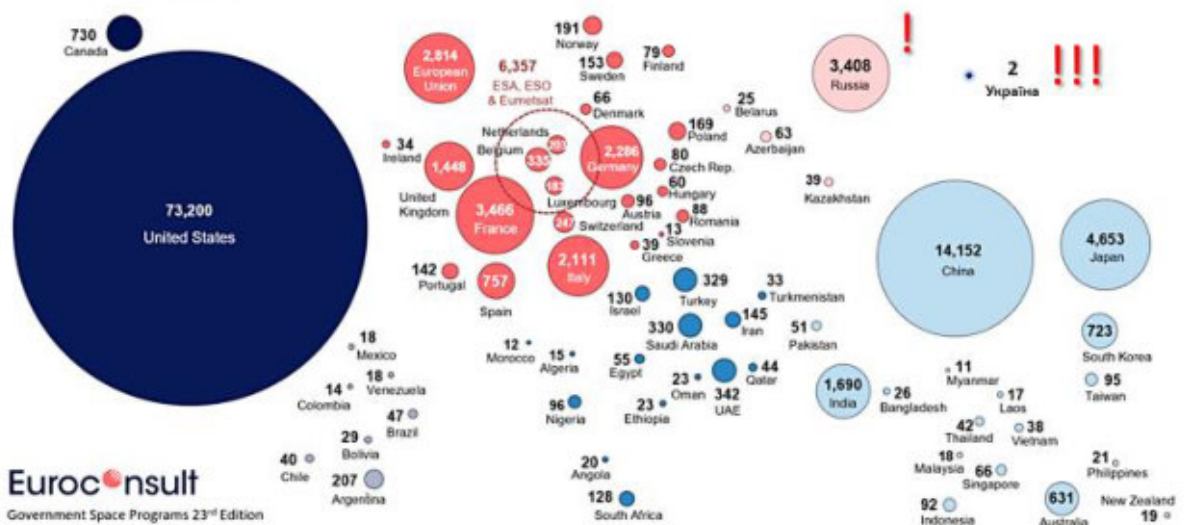 730
Canada
73,200
United States
2,814
European
Union
6,357
ESA, ESO
& Eumetsat
191
Norway
153
Sweden
79
Finland
66
Denmark
34
Ireland
1,448
United
Kingdom
Netherlands
203
Belgium
335
183
Luxembourg
2,286
Germany
3,466
France
247
Switzerland
2,111
Italy
142
Portugal
757
Spain
169
Poland
80
Czech Rep.
60
Hungary
96
Austria
88
Romania
13
Slovenia
39
Greece
25
Belarus
63
Azerbaijan
39
Kazakhstan
3,408
Russia
!
2
Україна
!!!
130
Israel
329
Turkey
33
Turkmenistan
330
Saudi Arabia
145
Iran
51
Pakistan
12
Morocco
15
Algeria
55
Egypt
23
Oman
342
UAE
44
Qatar
96
Nigeria
23
Ethiopia
20
Angola
128
South Africa
18
Mexico
14
Colombia
18
Venezuela
47
Brazil
29
Bolivia
40
Chile
207
Argentina
14,152
China
4,653
Japan
723
South Korea
95
Taiwan
1,690
India
26
Bangladesh
11
Myanmar
17
Laos
42
Thailand
38
Vietnam
18
Malaysia
66
Singapore
21
Philippines
92
Indonesia
631
Australia
New Zealand
19
Euroconsult
Government Space Programs 23rd Edition